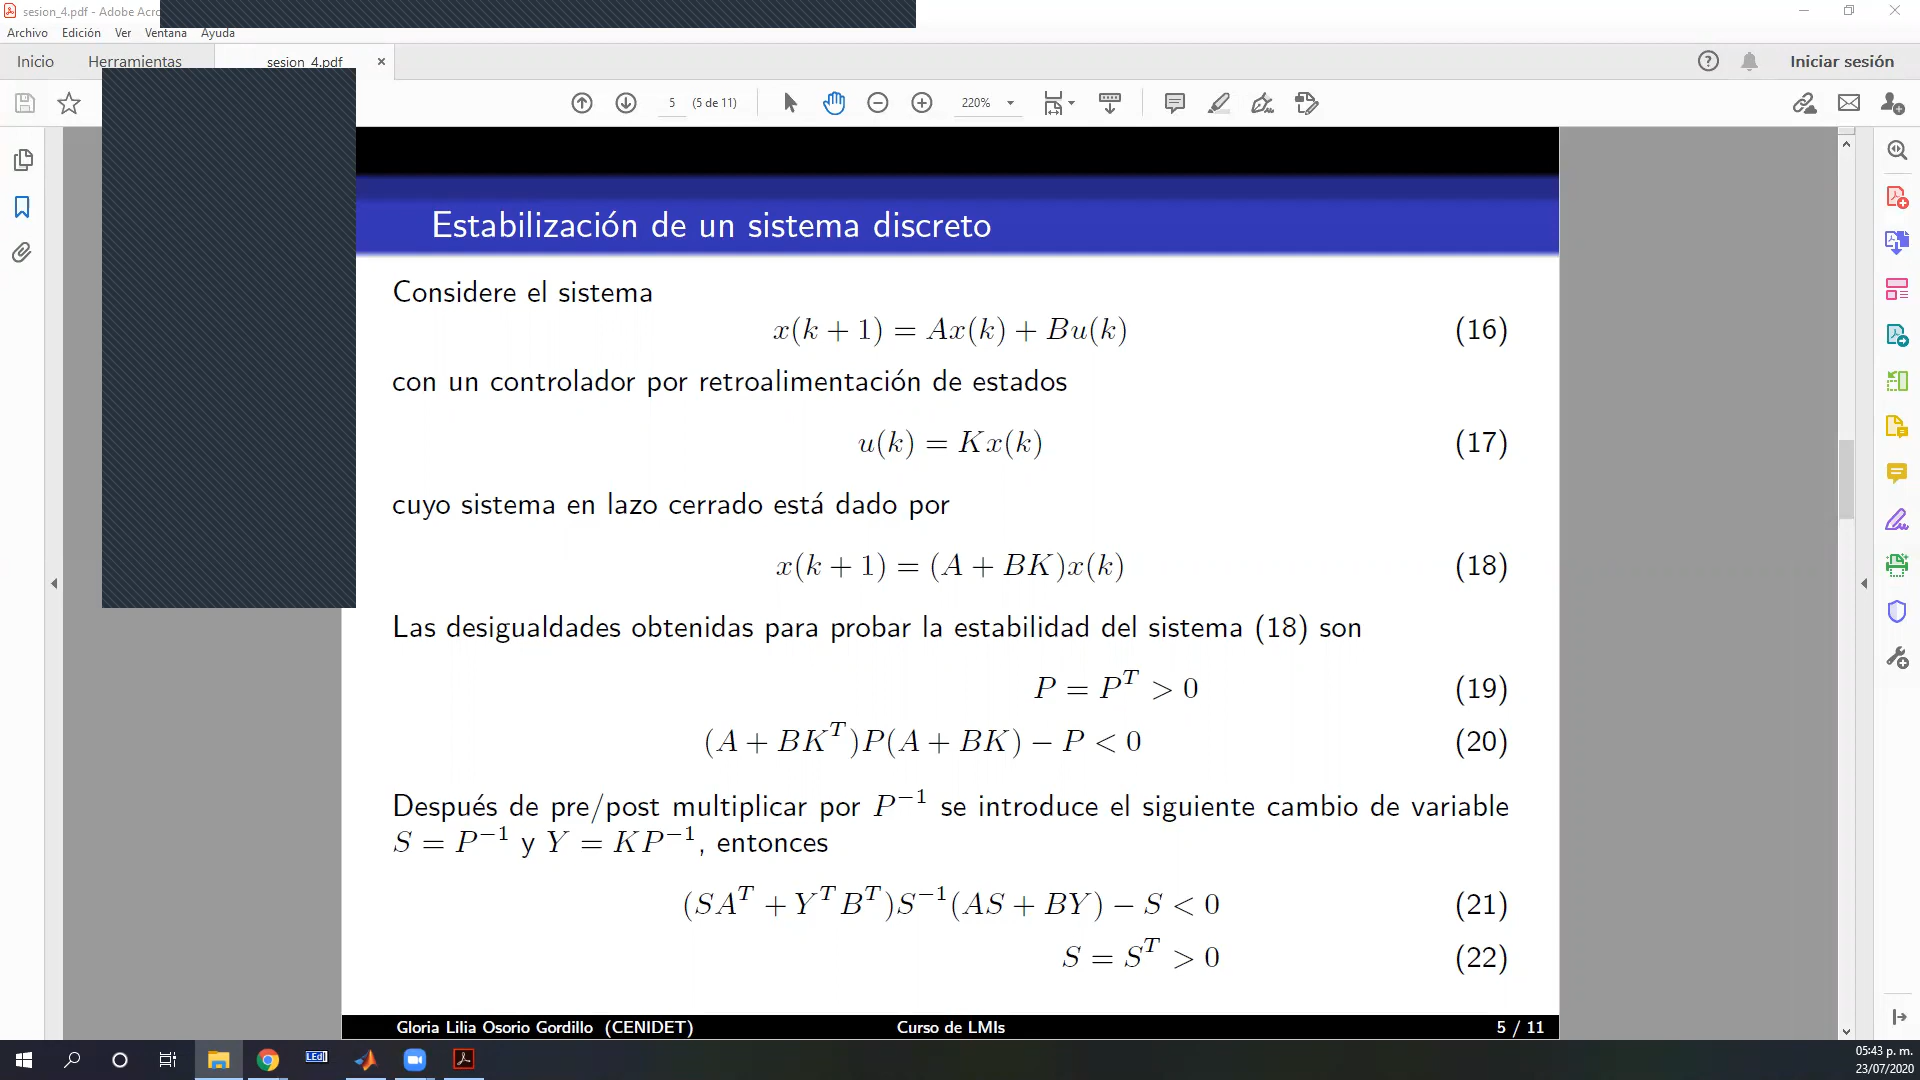 sesion_4.pdf - Adobe Acro
Archivo Edición Ver Ventana Ayuda
Inicio Herramientas sesion_4.pdf × Iniciar sesión
5 (5 de 11) 220%
Estabilización de un sistema discreto
Considere el sistema
x(k + 1) = Ax(k) + Bu(k) (16)
con un controlador por retroalimentación de estados
u(k) = Kx(k) (17)
cuyo sistema en lazo cerrado está dado por
x(k + 1) = (A + BK)x(k) (18)
Las desigualdades obtenidas para probar la estabilidad del sistema (18) son
P = P^T > 0 (19)
(A + BK^T)P(A + BK) − P < 0 (20)
Después de pre/post multiplicar por P^−1 se introduce el siguiente cambio de variable
S = P^−1 y Y = KP^−1, entonces
(SA^T + Y^T B^T)S^−1(AS + BY) − S < 0 (21)
S = S^T > 0 (22)
Gloria Lilia Osorio Gordillo (CENIDET) Curso de LMIs 5 / 11
LEd
05:43 p. m.
23/07/2020